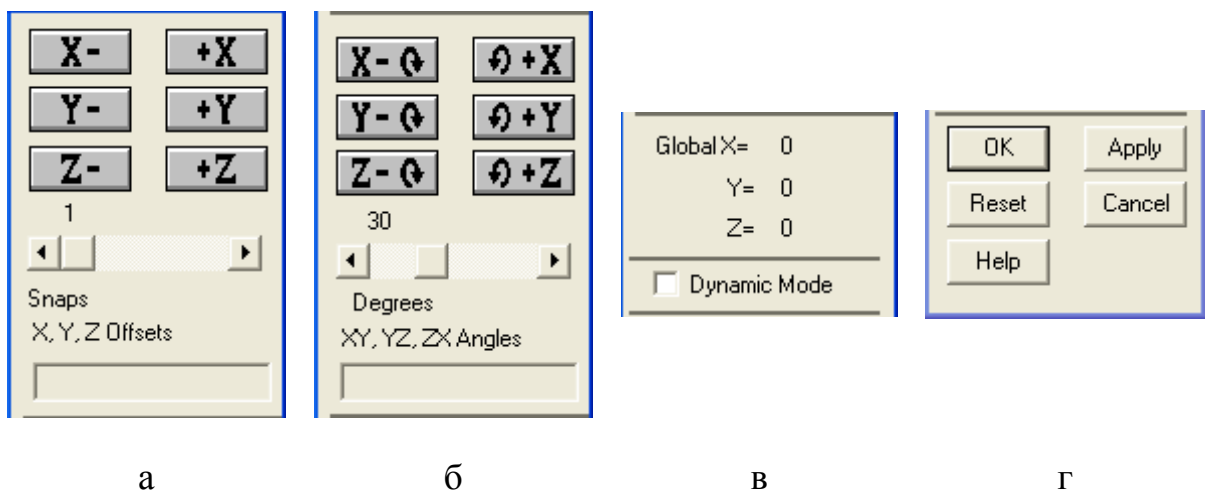 X- +X
Y- +Y
Z- +Z
1
Snaps
X, Y, Z Offsets
X- +X
Y- +Y
Z- +Z
30
Degrees
XY, YZ, ZX Angles
Global X= 0
Y= 0
Z= 0
Dynamic Mode
OK Apply
Reset Cancel
Help
а б в г